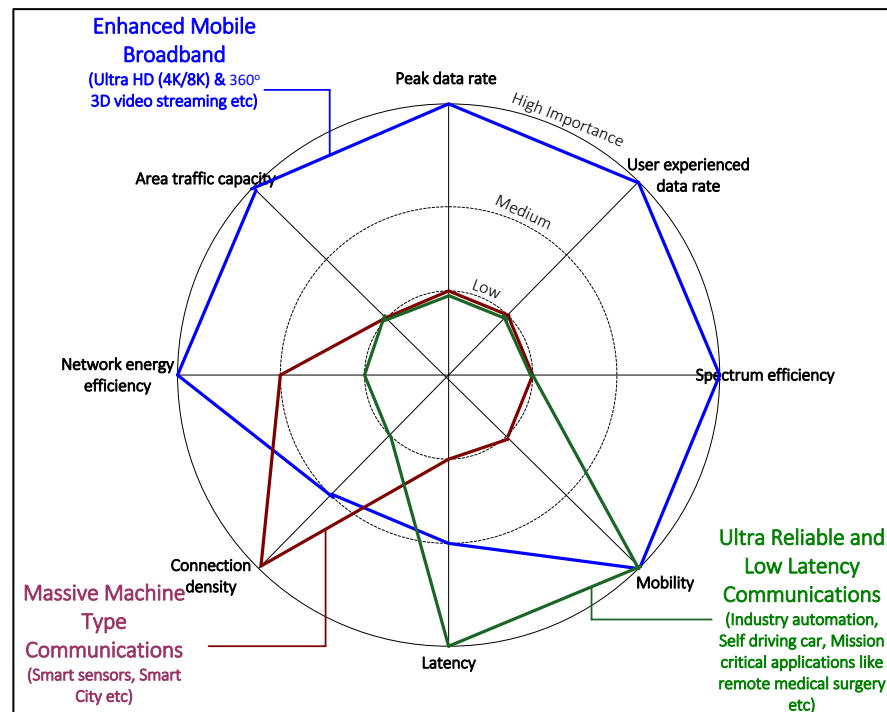 Enhanced Mobile
Broadband
(Ultra HD (4K/8K) & 360º
3D video streaming etc)
Peak data rate
High Importance
User experienced
data rate
Area traffic capacity
Medium
Low
Network energy
efficiency
Spectrum efficiency
Connection
density
Mobility
Latency
Massive Machine
Type
Communications
(Smart sensors, Smart
City etc)
Ultra Reliable and
Low Latency
Communications
(Industry automation,
Self driving car, Mission
critical applications like
remote medical surgery
etc)